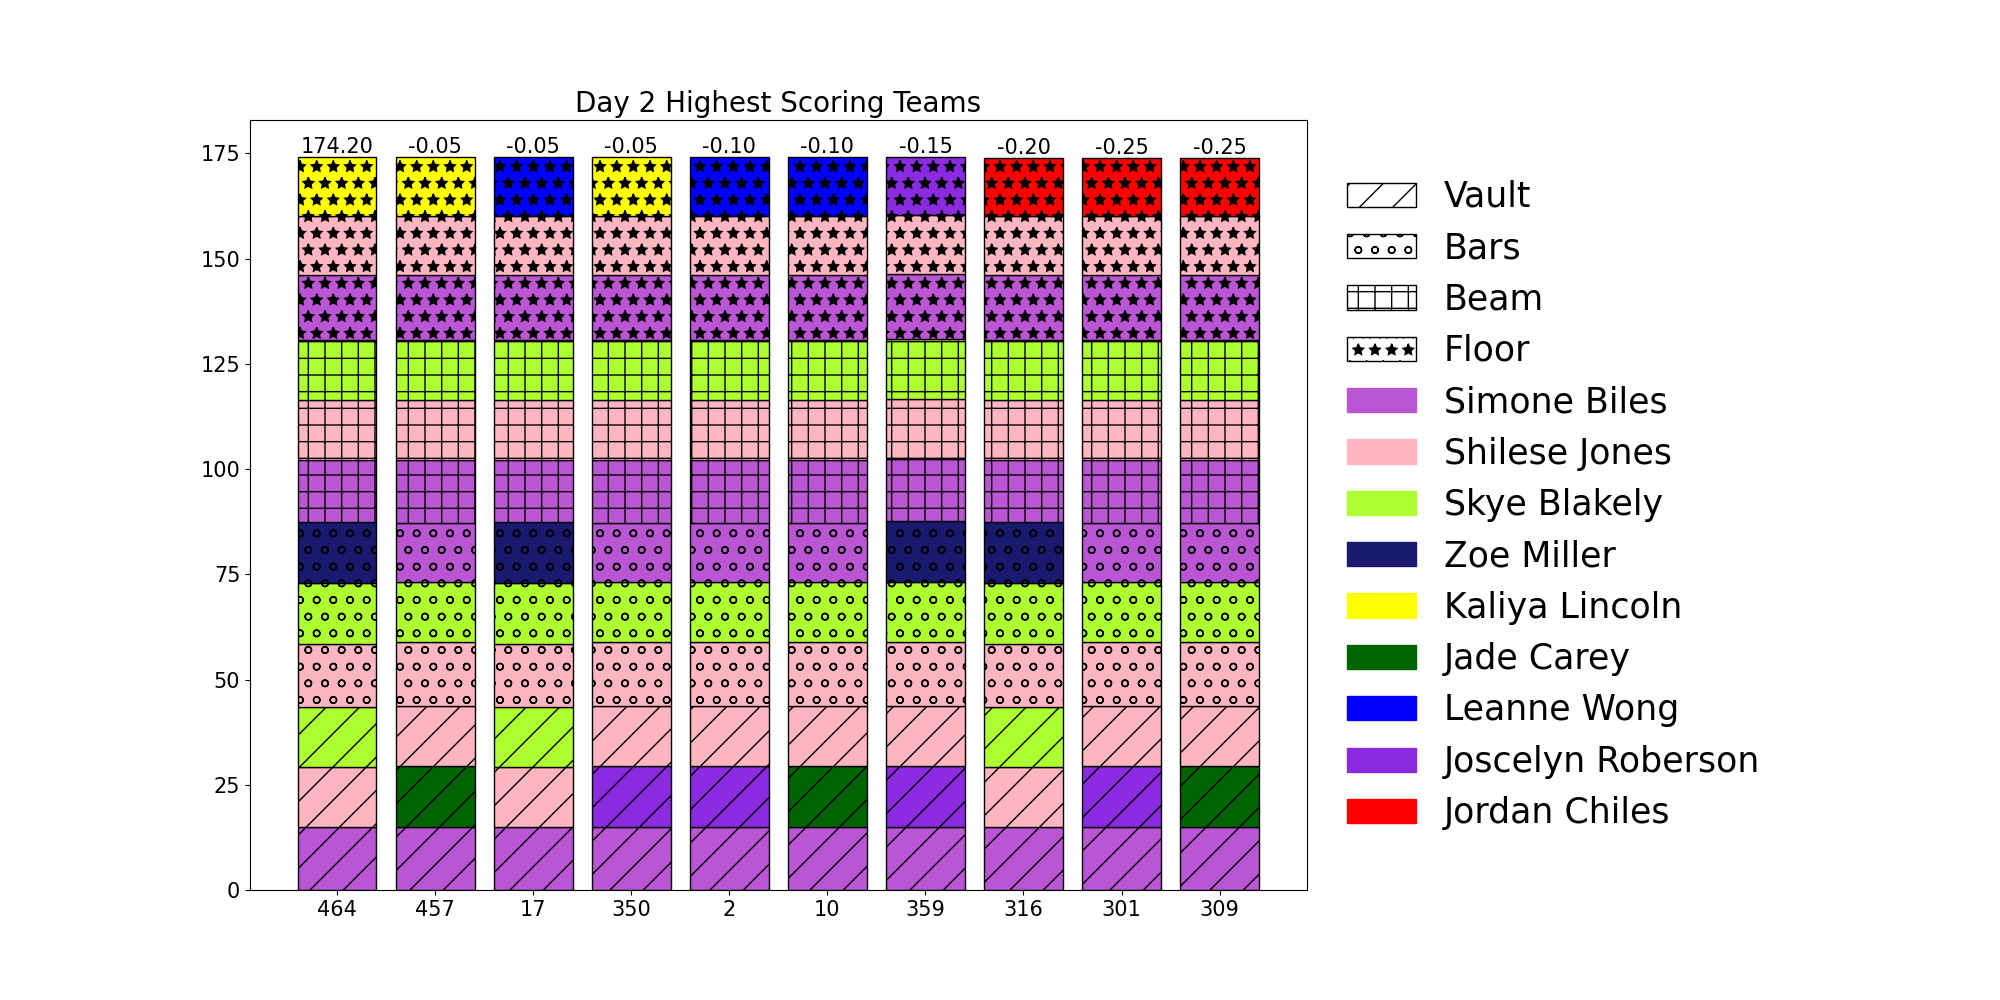 Day 2 Highest Scoring Teams
174.20 -0.05 -0.05 -0.05 -0.10 -0.10 -0.15 -0.20 -0.25 -0.25
175
150
125
100
75
50
25
0
464 457 17 350 2 10 359 316 301 309
Vault
Bars
Beam
Floor
Simone Biles
Shilese Jones
Skye Blakely
Zoe Miller
Kaliya Lincoln
Jade Carey
Leanne Wong
Joscelyn Roberson
Jordan Chiles